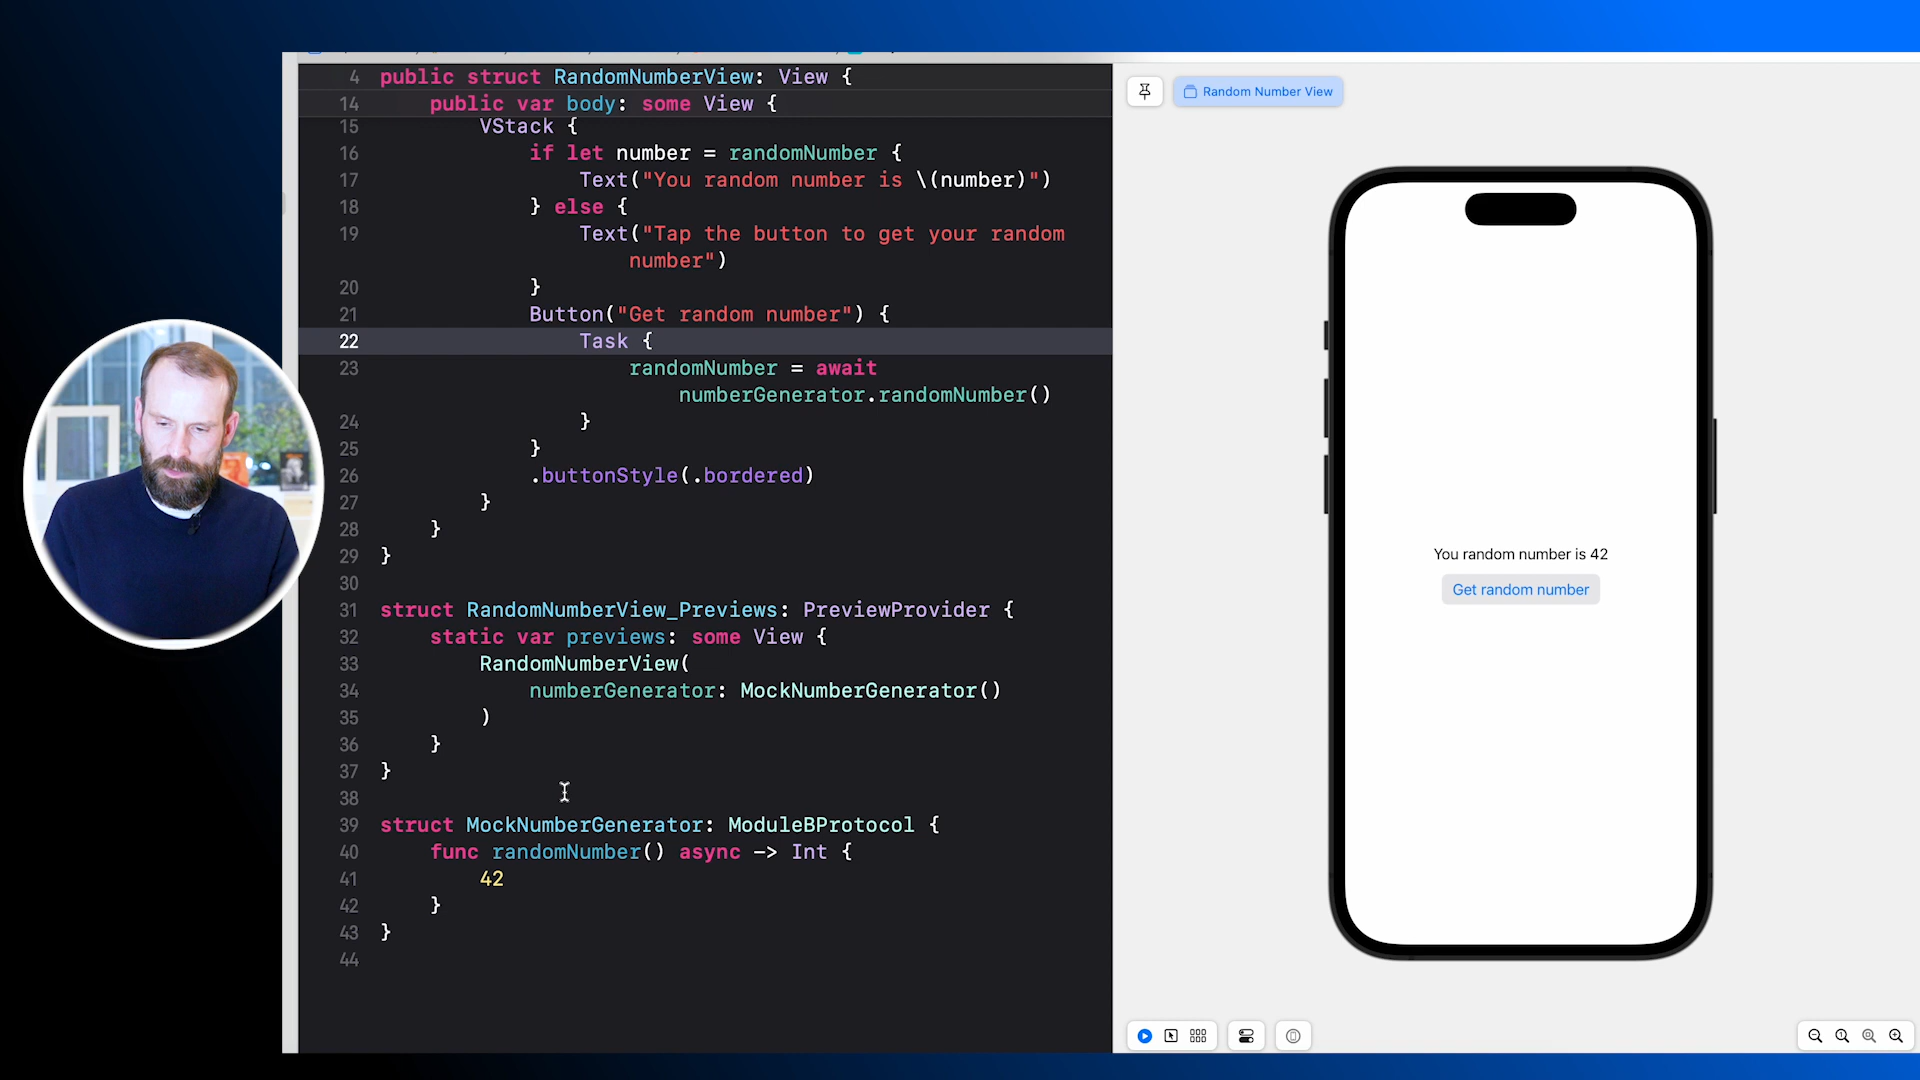 4 public struct RandomNumberView: View {
14 public var body: some View {
15 VStack {
16 if let number = randomNumber {
17 Text("You random number is \(number)")
18 } else {
19 Text("Tap the button to get your random
number")
20 }
21 Button("Get random number") {
22 Task {
23 randomNumber = await
numberGenerator.randomNumber()
24 }
25 }
26 .buttonStyle(.bordered)
27 }
28 }
29 }
30
31 struct RandomNumberView_Previews: PreviewProvider {
32 static var previews: some View {
33 RandomNumberView(
34 numberGenerator: MockNumberGenerator()
35 )
36 }
37 }
38
39 struct MockNumberGenerator: ModuleBProtocol {
40 func randomNumber() async -> Int {
41 42
42 }
43 }
44
Random Number View
You random number is 42
Get random number